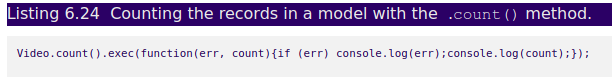 Listing 6.24 Counting the records in a model with the .count() method.
Video.count().exec(function(err, count){if (err) console.log(err);console.log(count);});